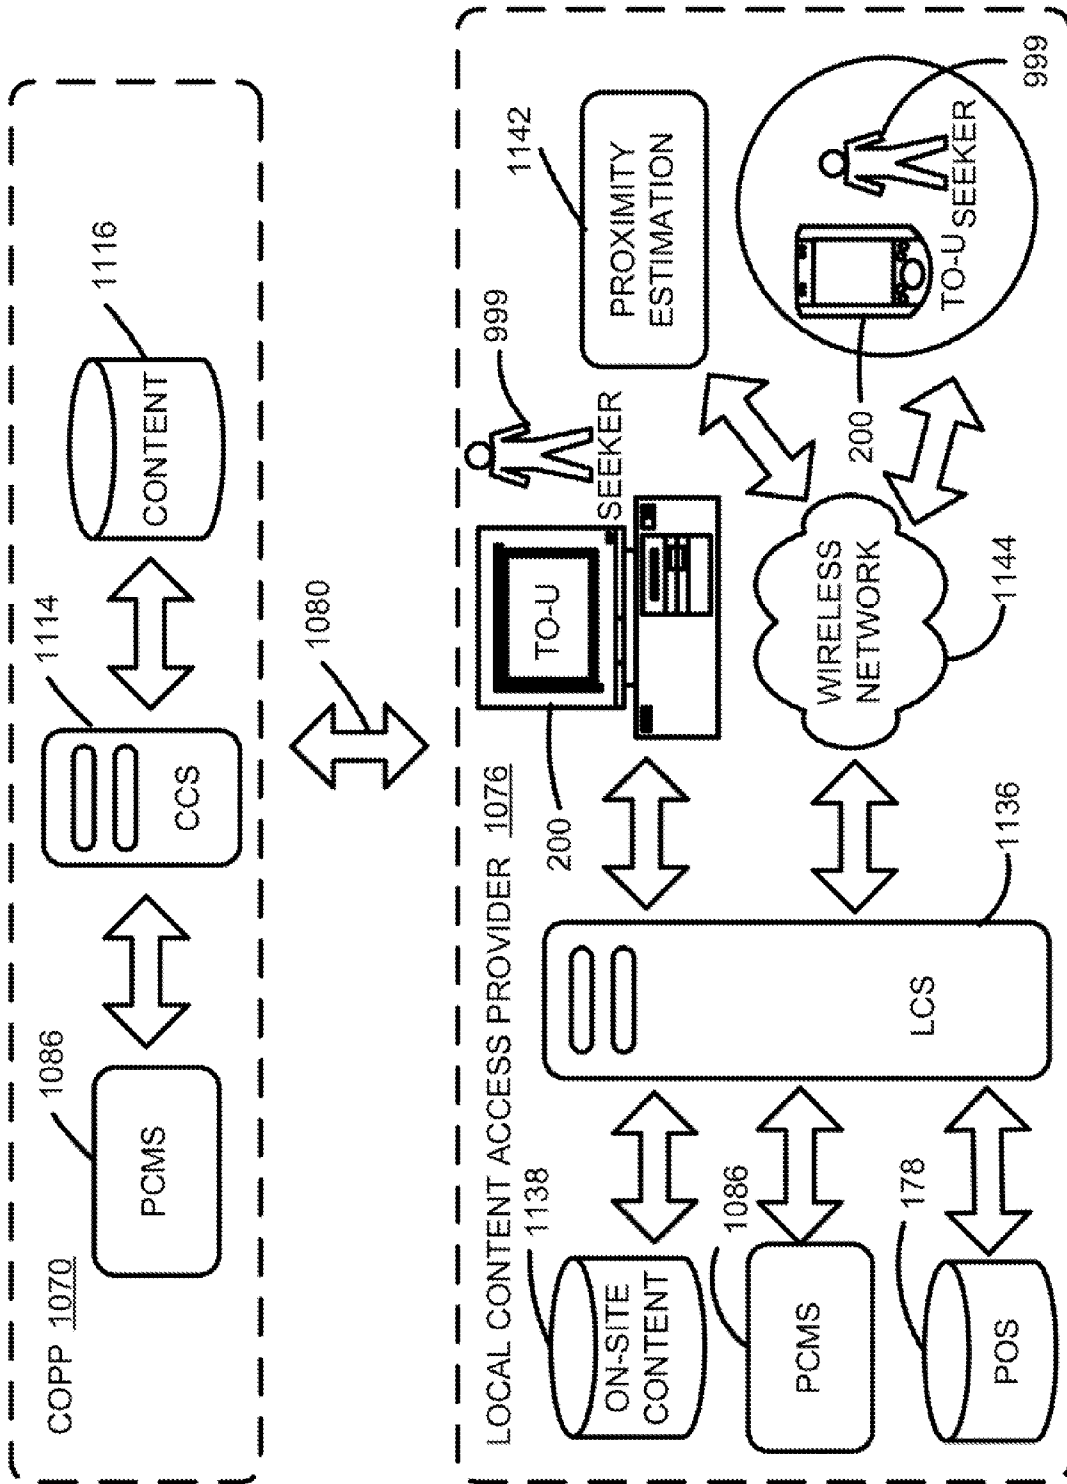 COPP 1070
1086
PCMS
1114
CCS
1116
CONTENT
1080
LOCAL CONTENT ACCESS PROVIDER 1076
1138
ON-SITE
CONTENT
1086
PCMS
178
POS
LCS
1136
200
TO-U
SEEKER
999
WIRELESS
NETWORK
1144
1142
PROXIMITY
ESTIMATION
200
TO-U
SEEKER
999